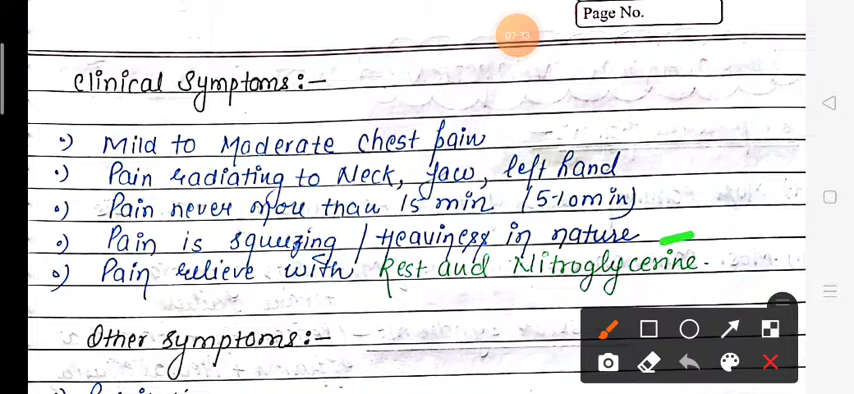 Page No.
07:33
Clinical Symptoms:-
Mild to Moderate chest pain
Pain radiating to Neck, Jaw, left hand
Pain never more than 15 min (5-10 min)
Pain is squeezing / Heaviness in nature
Pain relieve with Rest and Nitroglycerine.
Other symptoms:-